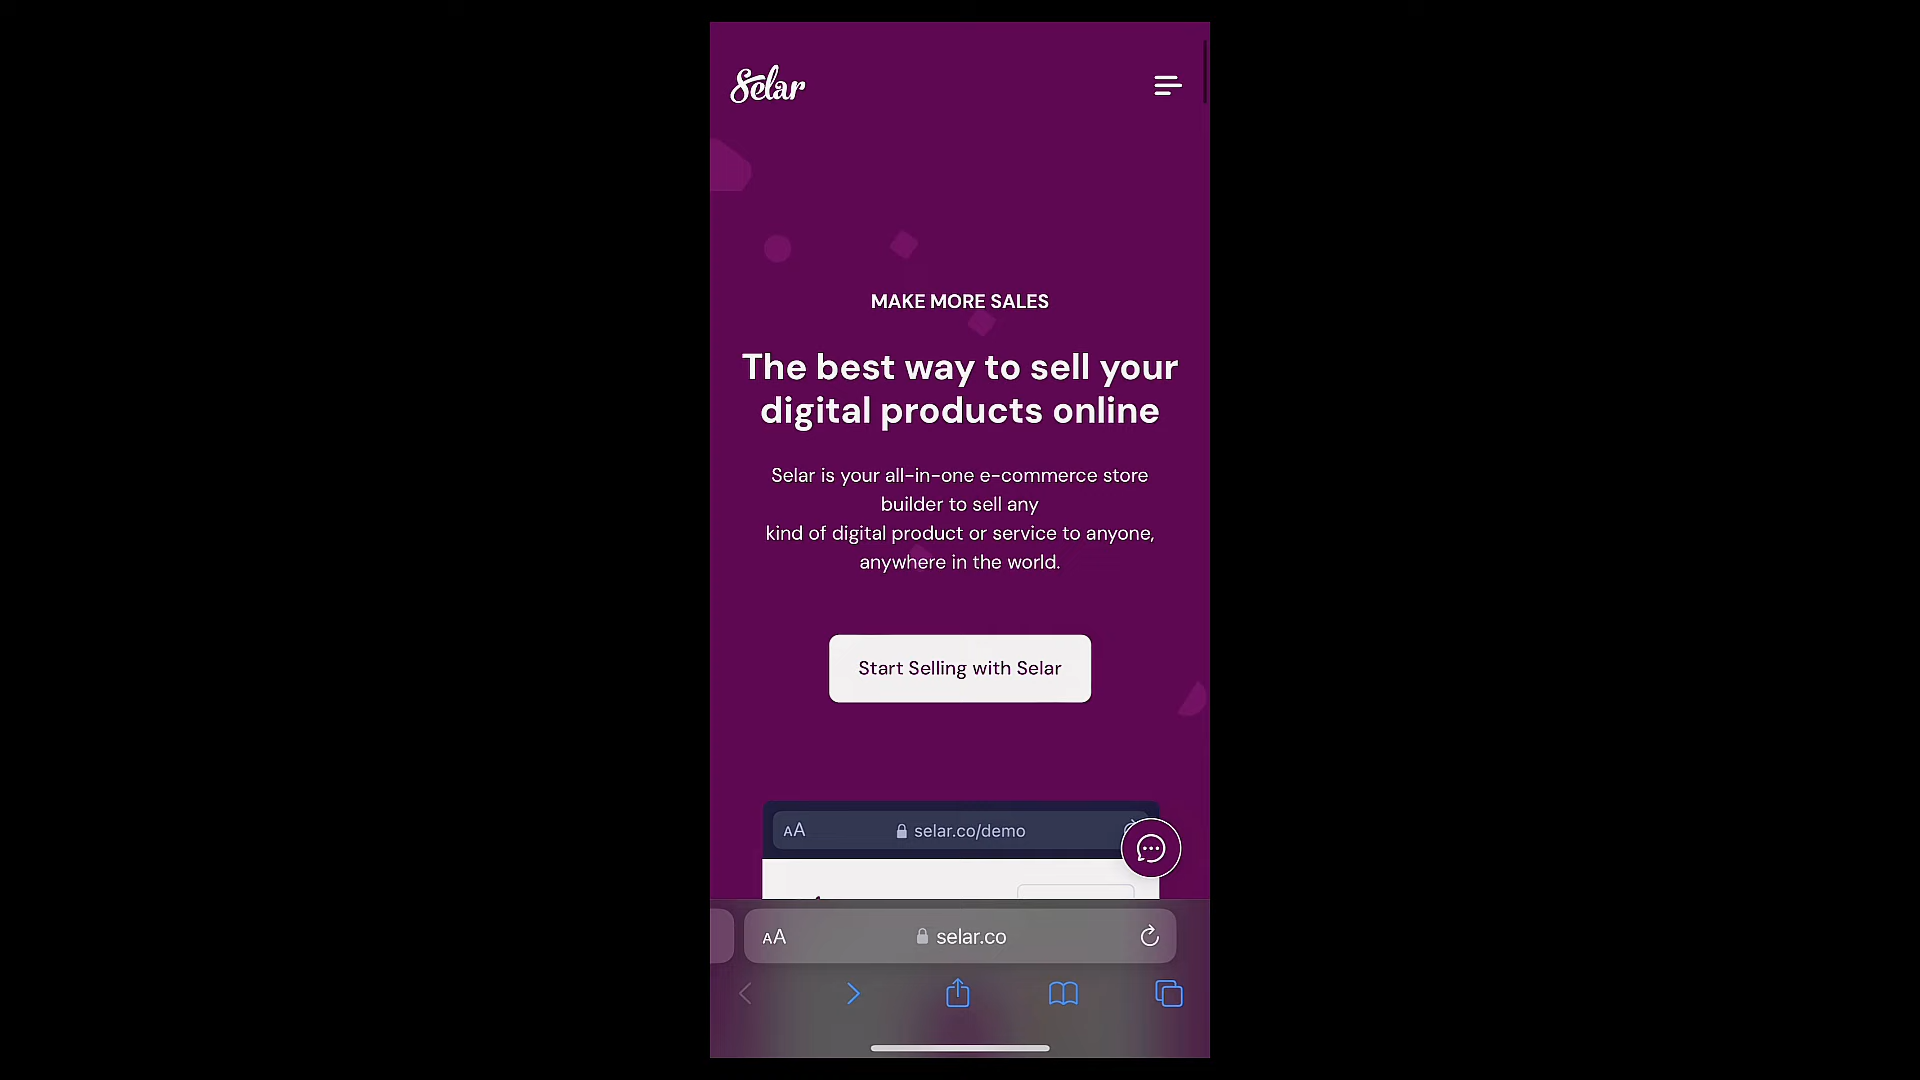 Selar
MAKE MORE SALES
The best way to sell your
digital products online
Selar is your all-in-one e-commerce store
builder to sell any
kind of digital product or service to anyone,
anywhere in the world.
Start Selling with Selar
AA selar.co/demo
AA selar.co